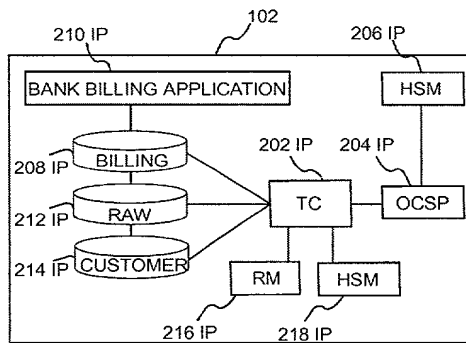 210 IP
102
206 IP
BANK BILLING APPLICATION
HSM
202 IP
204 IP
208 IP
BILLING
TC
OCSP
212 IP
RAW
214 IP
CUSTOMER
RM
HSM
216 IP
218 IP